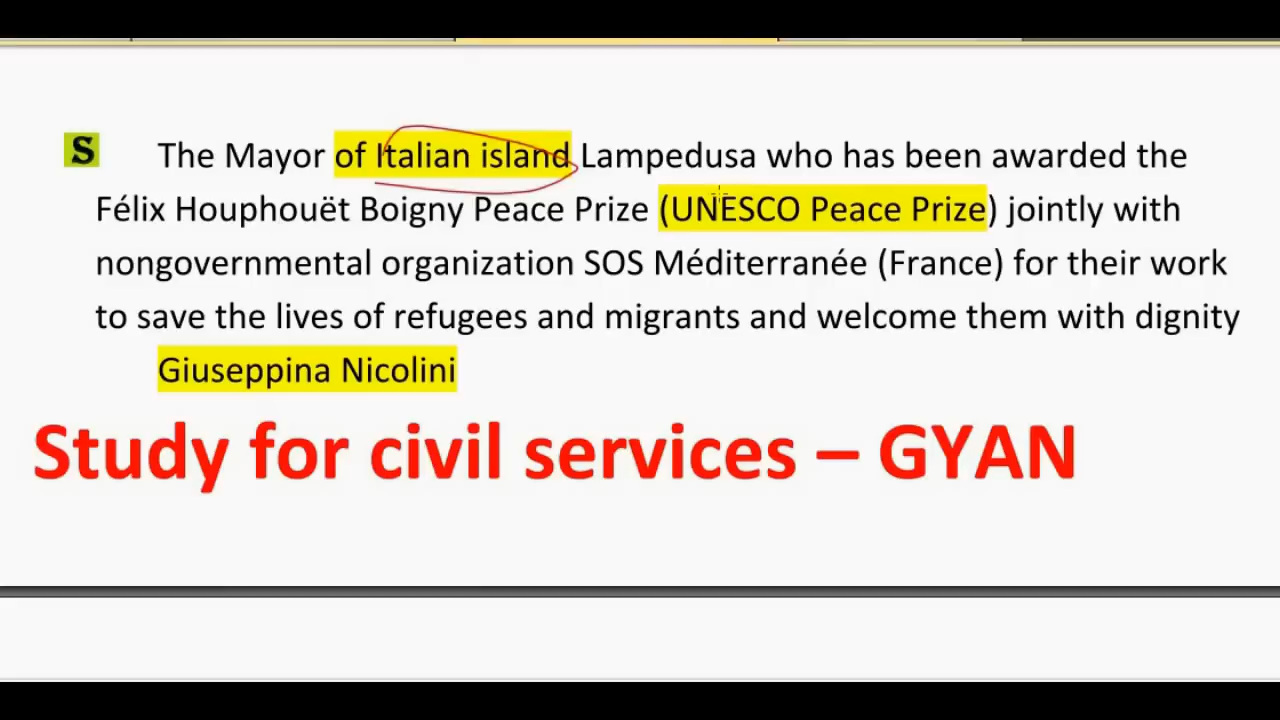 S The Mayor of Italian island Lampedusa who has been awarded the
Félix Houphouët Boigny Peace Prize (UNESCO Peace Prize) jointly with
nongovernmental organization SOS Méditerranée (France) for their work
to save the lives of refugees and migrants and welcome them with dignity
Giuseppina Nicolini
Study for civil services – GYAN